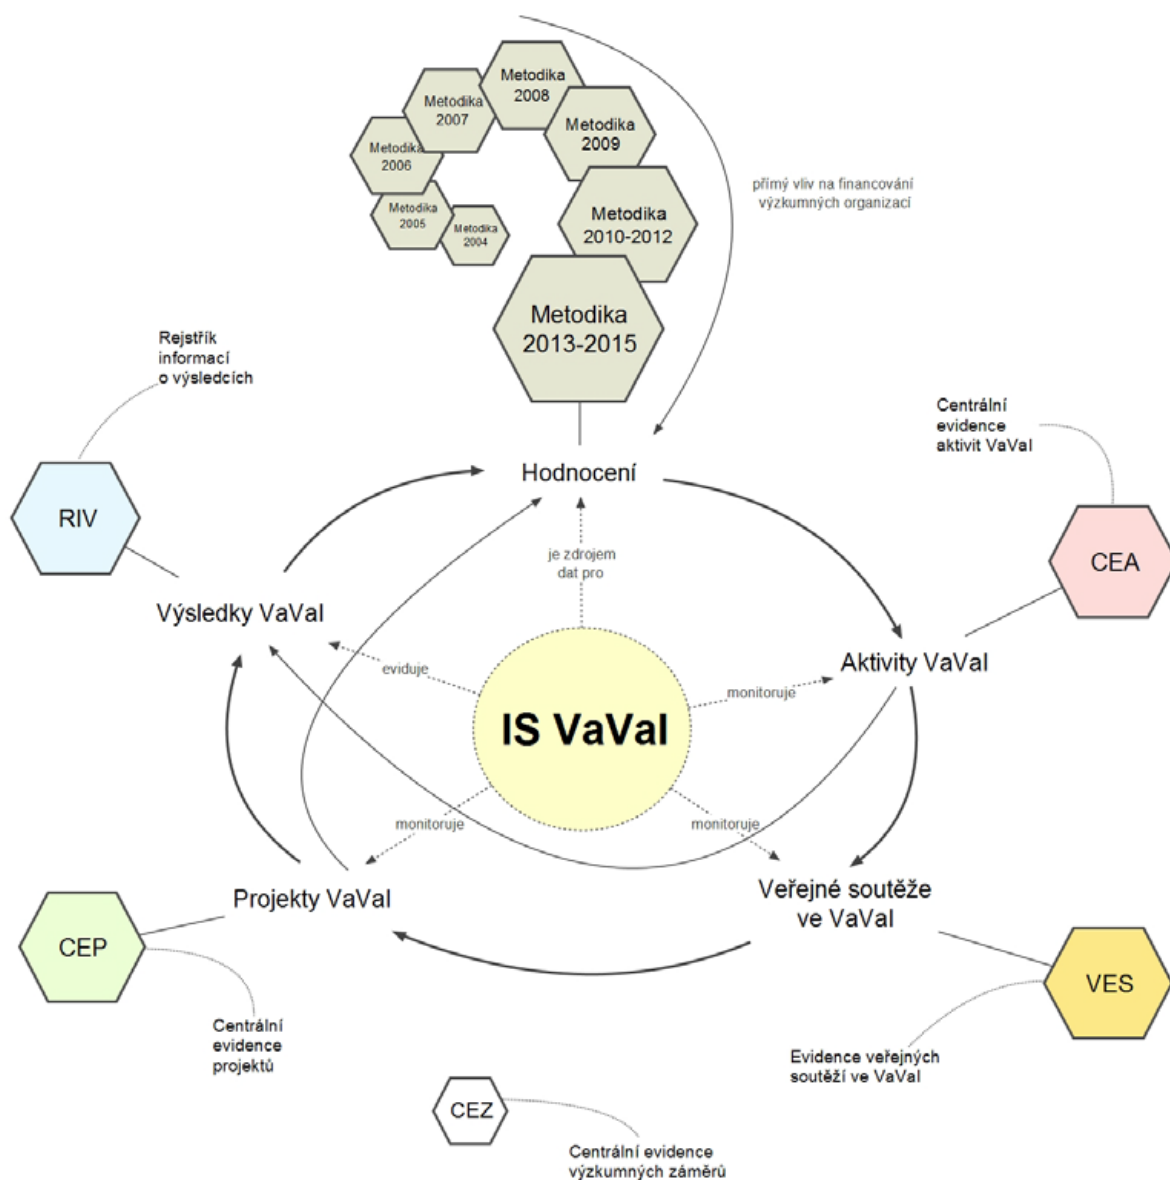 Metodika
2008
Metodika
2007
Metodika
2009
Metodika
2006
Metodika
2005
Metodika
2004
Metodika
2010-2012
Metodika
2013-2015
přímý vliv na financování
výzkumných organizací
Rejstřík
informací
o výsledcích
Centrální
evidence
aktivit VaVaI
Hodnocení
RIV
CEA
je zdrojem
dat pro
Výsledky VaVaI
Aktivity VaVaI
eviduje
monitoruje
IS VaVaI
monitoruje
monitoruje
Projekty VaVaI
Veřejné soutěže
ve VaVaI
CEP
VES
Centrální
evidence
projektů
Evidence veřejných
soutěží ve VaVaI
CEZ
Centrální evidence
výzkumných záměrů